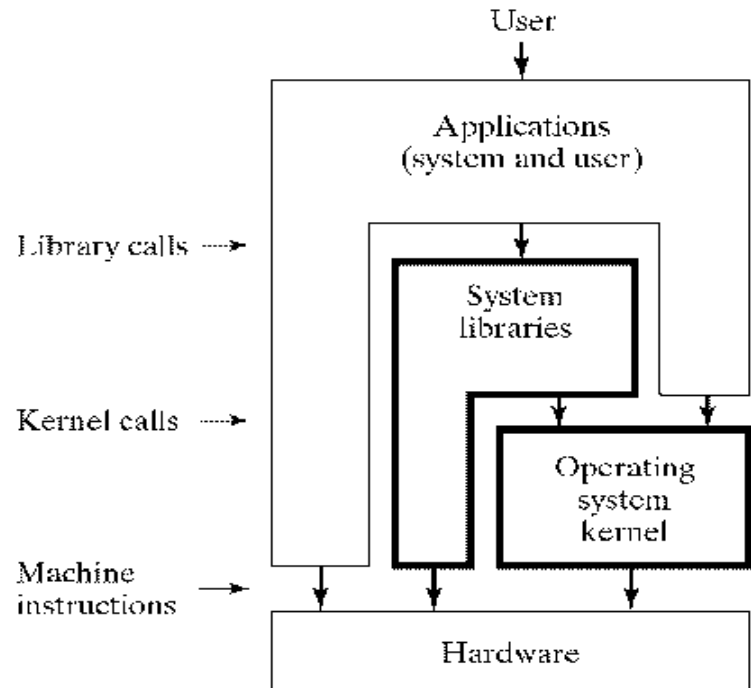 User
Applications
(system and user)
Library calls
System
libraries
Kernel calls
Operating
system
kernel
Machine
instructions
Hardware